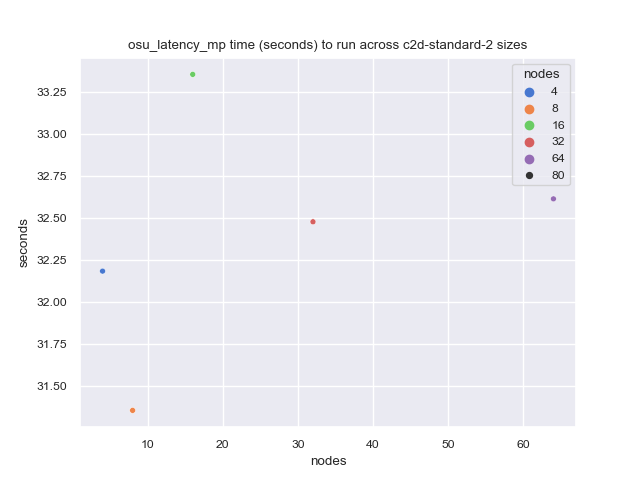 osu_latency_mp time (seconds) to run across c2d-standard-2 sizes
nodes
4
8
16
32
64
80
33.25
33.00
32.75
32.50
32.25
32.00
31.75
31.50
seconds
10 20 30 40 50 60
nodes